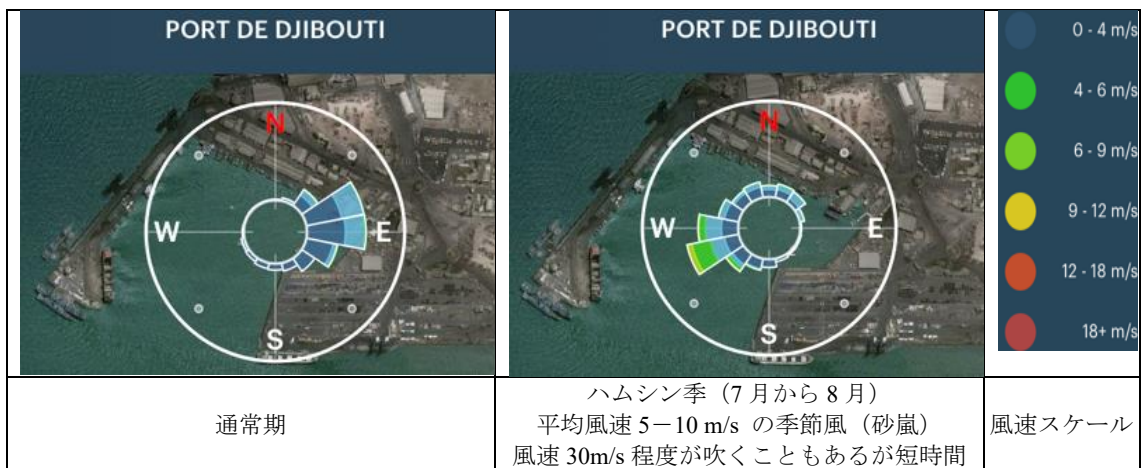 PORT DE DJIBOUTI
N
W
E
S
PORT DE DJIBOUTI
N
W
E
S
0 - 4 m/s
4 - 6 m/s
6 - 9 m/s
9 - 12 m/s
12 - 18 m/s
18+ m/s
通常期
ハムシン季（7 月から 8 月）
平均風速 5－10 m/s の季節風（砂嵐）
風速 30m/s 程度が吹くこともあるが短時間
風速スケール